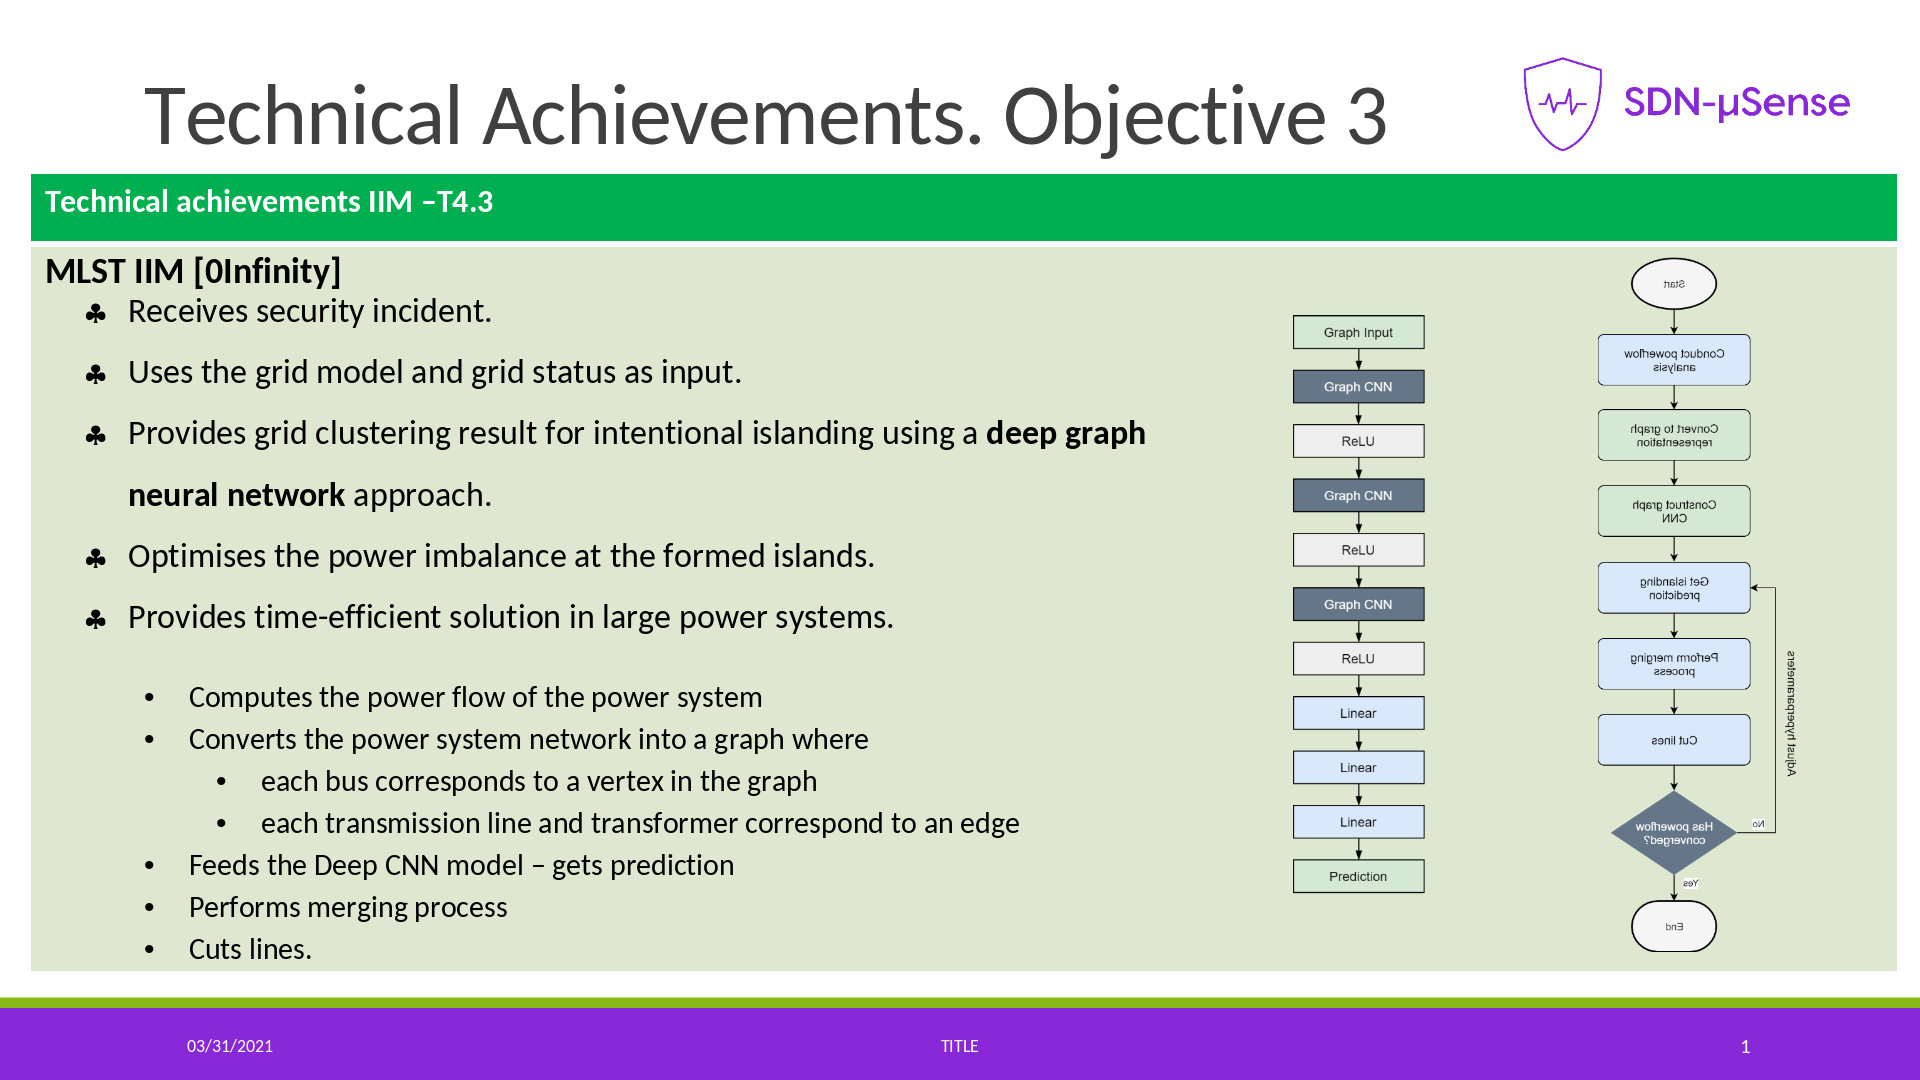 Technical Achievements. Objective 3
SDN-µSense
Technical achievements IIM –T4.3
MLST IIM [0Infinity]
♣ Receives security incident.
♣ Uses the grid model and grid status as input.
♣ Provides grid clustering result for intentional islanding using a deep graph
neural network approach.
♣ Optimises the power imbalance at the formed islands.
♣ Provides time-efficient solution in large power systems.
• Computes the power flow of the power system
• Converts the power system network into a graph where
• each bus corresponds to a vertex in the graph
• each transmission line and transformer correspond to an edge
• Feeds the Deep CNN model – gets prediction
• Performs merging process
• Cuts lines.
Graph Input
Graph CNN
ReLU
Graph CNN
ReLU
Graph CNN
ReLU
Linear
Linear
Linear
Prediction
Start
Conduct powerflow
analysis
Convert to graph
representation
Construct graph
CNN
Get islanding
prediction
Perform merging
process
Cut lines
Adjust hyperparameters
Has powerflow
converged?
No
Yes
End
03/31/2021
TITLE
1